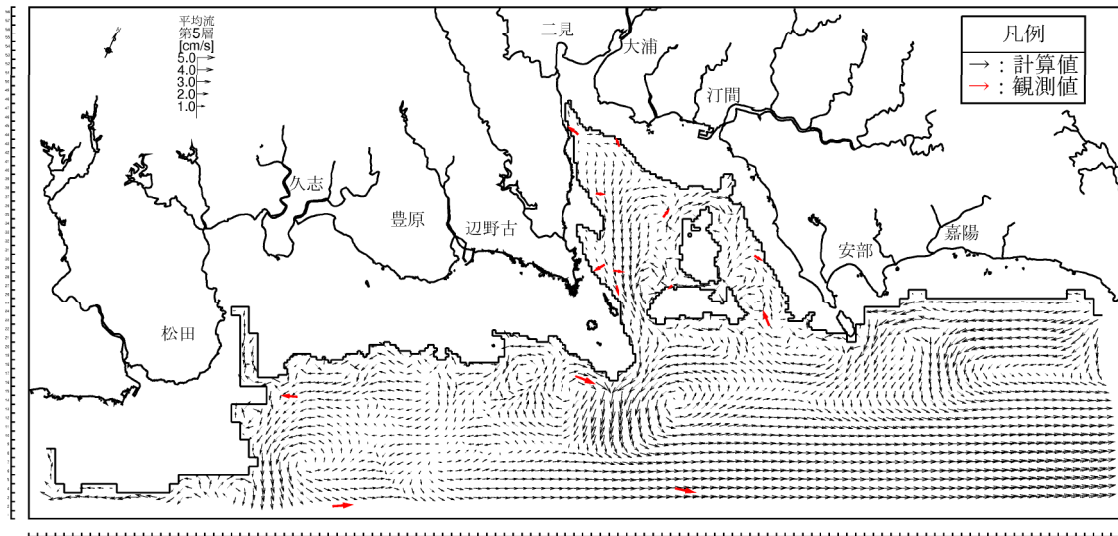 平均流
第5層
[cm/s]
5.0
4.0
3.0
2.0
1.0
二見
大浦
汀間
凡例
→ : 計算値
→ : 観測値
久志
豊原
辺野古
安部
嘉陽
松田